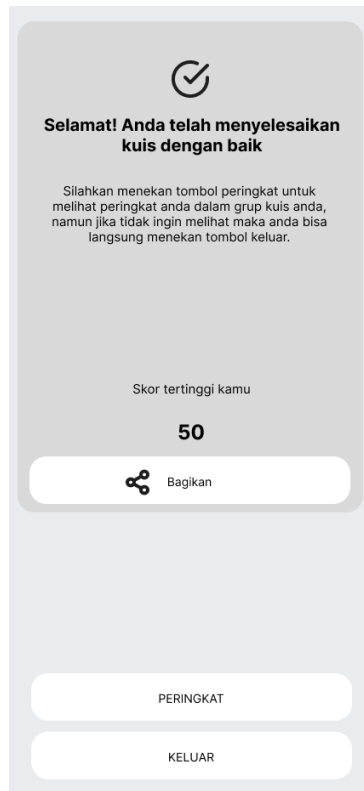 Selamat! Anda telah menyelesaikan
kuis dengan baik
Silahkan menekan tombol peringkat untuk
melihat peringkat anda dalam grup kuis anda,
namun jika tidak ingin melihat maka anda bisa
langsung menekan tombol keluar.
Skor tertinggi kamu
50
Bagikan
PERINGKAT
KELUAR